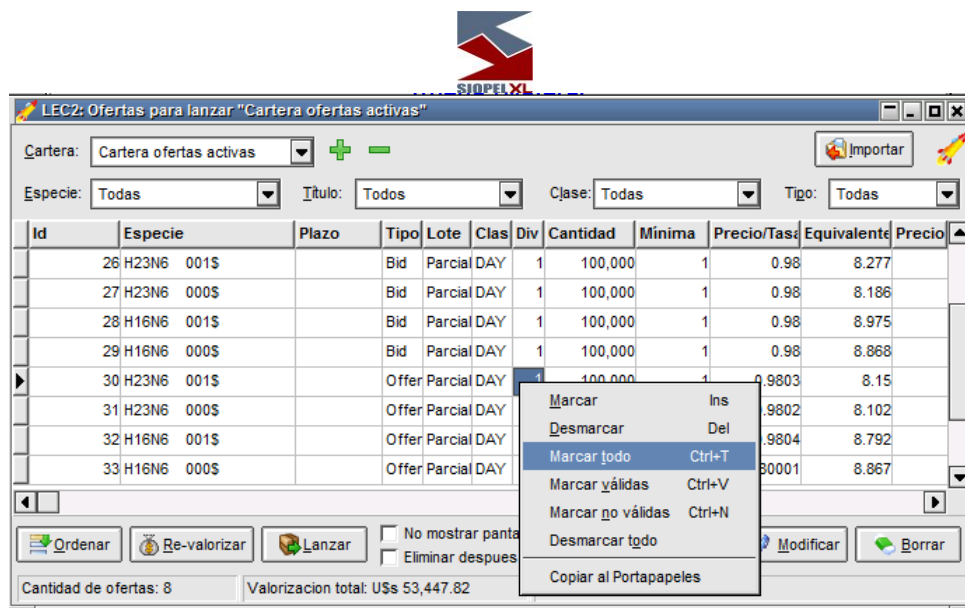 SIOPEL XL
LEC2: Ofertas para lanzar "Cartera ofertas activas"
Cartera: Cartera ofertas activas Importar
Especie: Todas Título: Todos Clase: Todas Tipo: Todas
Id Especie Plazo Tipo Lote Clas Div Cantidad Mínima Precio/Tasa Equivalente Precio
26 H23N6 001$ Bid Parcial DAY 1 100,000 1 0.98 8.277
27 H23N6 000$ Bid Parcial DAY 1 100,000 1 0.98 8.186
28 H16N6 001$ Bid Parcial DAY 1 100,000 1 0.98 8.975
29 H16N6 000$ Bid Parcial DAY 1 100,000 1 0.98 8.868
30 H23N6 001$ Offer Parcial DAY 1 100,000 1 0.9803 8.15
31 H23N6 000$ Offer Parcial DAY .9802 8.102
32 H16N6 001$ Offer Parcial DAY .9804 8.792
33 H16N6 000$ Offer Parcial DAY 80001 8.867
Marcar Ins
Desmarcar Del
Marcar todo Ctrl+T
Marcar válidas Ctrl+V
Marcar no válidas Ctrl+N
Desmarcar todo
Copiar al Portapapeles
Ordenar Re-valorizar Lanzar No mostrar panta Modificar Borrar
Eliminar despues
Cantidad de ofertas: 8 Valorizacion total: U$s 53,447.82